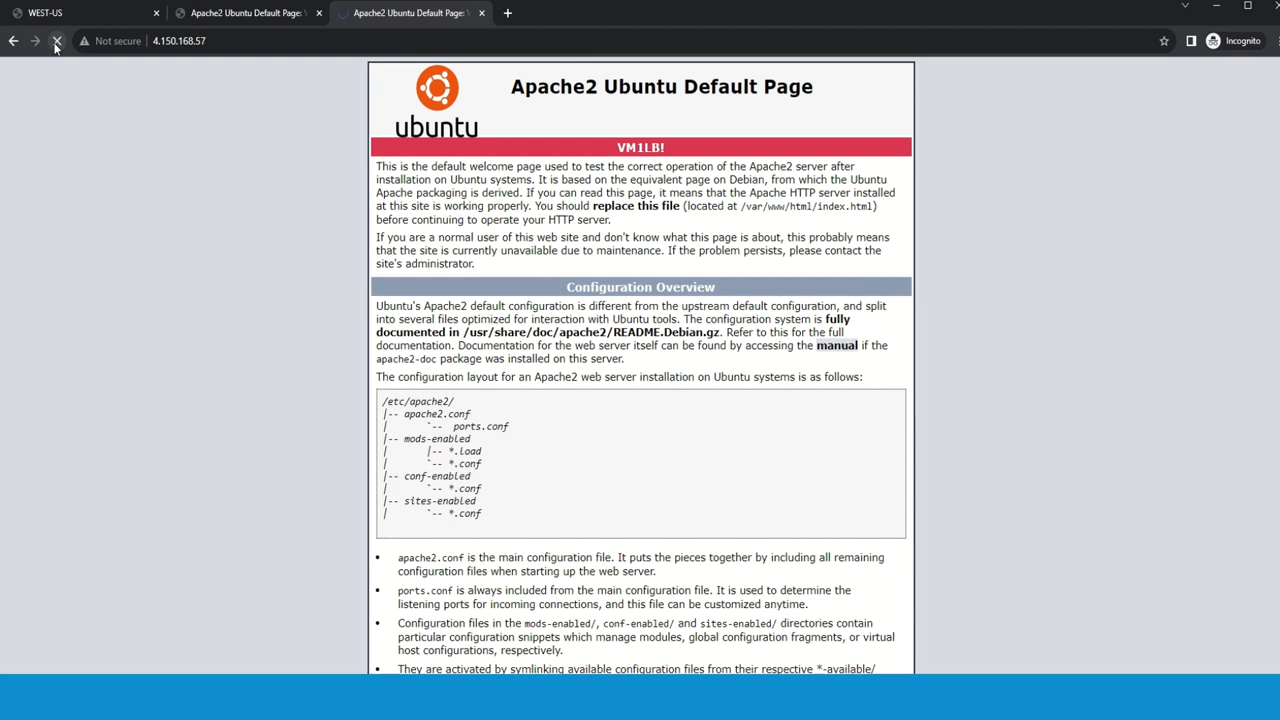 WEST-US
Apache2 Ubuntu Default Page:
Apache2 Ubuntu Default Page:
Not secure
4.150.168.57
Incognito
ubuntu
Apache2 Ubuntu Default Page
VM1LB!
This is the default welcome page used to test the correct operation of the Apache2 server after
installation on Ubuntu systems. It is based on the equivalent page on Debian, from which the Ubuntu
Apache packaging is derived. If you can read this page, it means that the Apache HTTP server installed
at this site is working properly. You should replace this file (located at /var/www/html/index.html)
before continuing to operate your HTTP server.
If you are a normal user of this web site and don't know what this page is about, this probably means
that the site is currently unavailable due to maintenance. If the problem persists, please contact the
site's administrator.
Configuration Overview
Ubuntu's Apache2 default configuration is different from the upstream default configuration, and split
into several files optimized for interaction with Ubuntu tools. The configuration system is fully
documented in /usr/share/doc/apache2/README.Debian.gz. Refer to this for the full
documentation. Documentation for the web server itself can be found by accessing the manual if the
apache2-doc package was installed on this server.
The configuration layout for an Apache2 web server installation on Ubuntu systems is as follows:
/etc/apache2/
|-- apache2.conf
|       `--  ports.conf
|-- mods-enabled
|       |-- *.load
|       `-- *.conf
|-- conf-enabled
|       `-- *.conf
|-- sites-enabled
|       `-- *.conf
• apache2.conf is the main configuration file. It puts the pieces together by including all remaining
configuration files when starting up the web server.
• ports.conf is always included from the main configuration file. It is used to determine the
listening ports for incoming connections, and this file can be customized anytime.
• Configuration files in the mods-enabled/, conf-enabled/ and sites-enabled/ directories contain
particular configuration snippets which manage modules, global configuration fragments, or virtual
host configurations, respectively.
• They are activated by symlinking available configuration files from their respective *-available/